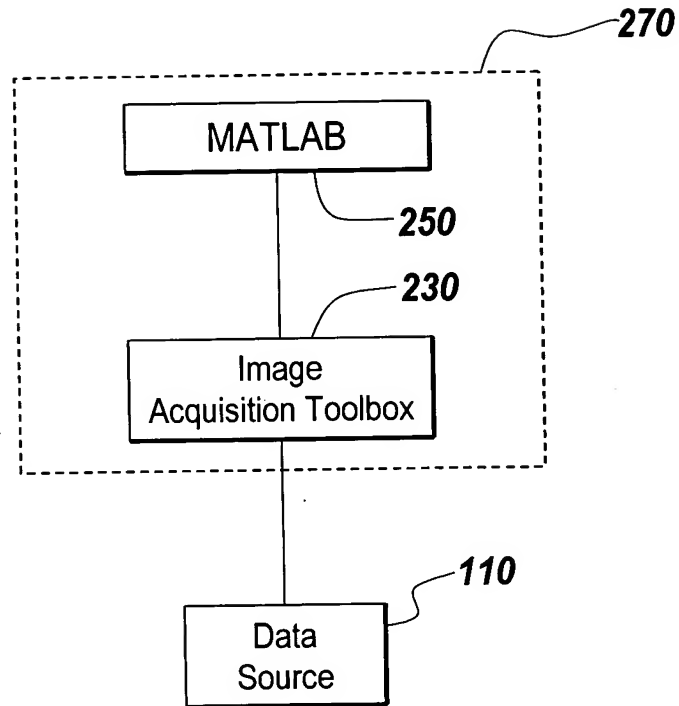 270
MATLAB
250
230
Image
Acquisition Toolbox
110
Data
Source